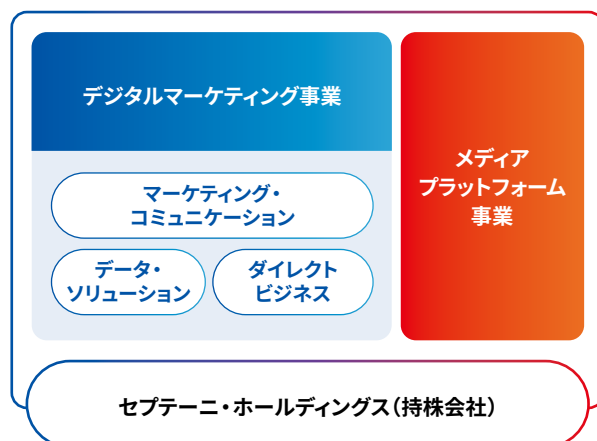 デジタルマーケティング事業
マーケティング・
コミュニケーション
データ・
ソリューション
ダイレクト
ビジネス
メディア
プラットフォーム
事業
セプテーニ・ホールディングス（持株会社）